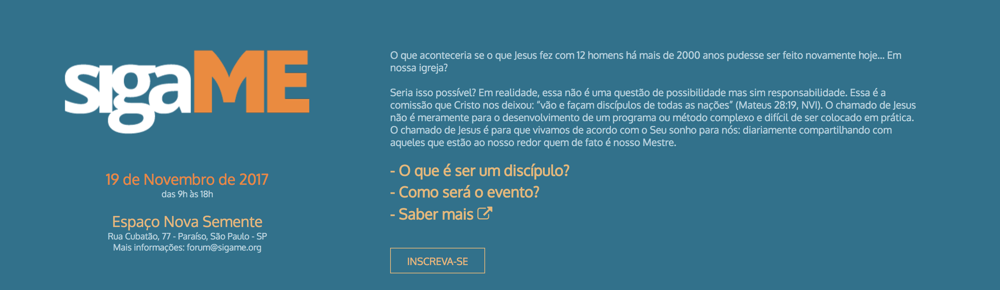 sigaME
19 de Novembro de 2017
das 9h às 18h
Espaço Nova Semente
Rua Cubatão, 77 - Paraíso, São Paulo - SP
Mais informações: forum@sigame.org
O que aconteceria se o que Jesus fez com 12 homens há mais de 2000 anos pudesse ser feito novamente hoje... Em
nossa igreja?
Seria isso possível? Em realidade, essa não é uma questão de possibilidade mas sim responsabilidade. Essa é a
comissão que Cristo nos deixou: “vão e façam discípulos de todas as nações” (Mateus 28:19, NVI). O chamado de Jesus
não é meramente para o desenvolvimento de um programa ou método complexo e difícil de ser colocado em prática.
O chamado de Jesus é para que vivamos de acordo com o Seu sonho para nós: diariamente compartilhando com
aqueles que estão ao nosso redor quem de fato é nosso Mestre.
- O que é ser um discípulo?
- Como será o evento?
- Saber mais
INSCREVA-SE